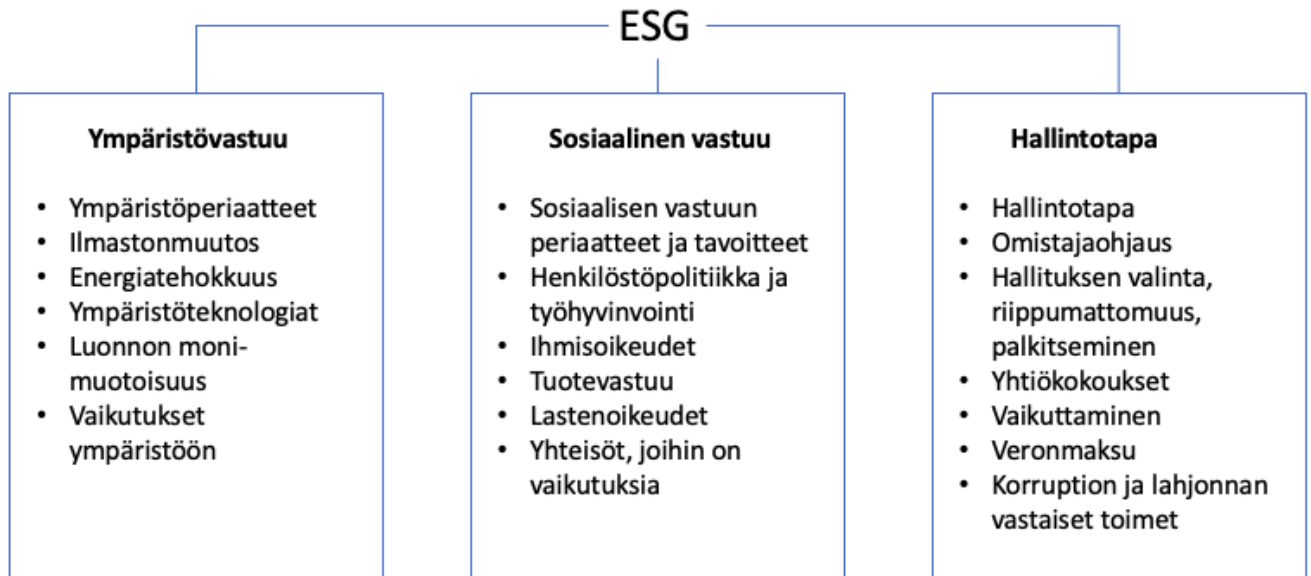 ESG
Ympäristövastuu
• Ympäristöperiaatteet
• Ilmastonmuutos
• Energiatehokkuus
• Ympäristöteknologiat
• Luonnon moni-
muotoisuus
• Vaikutukset
ympäristöön
Sosiaalinen vastuu
• Sosiaalisen vastuun
periaatteet ja tavoitteet
• Henkilöstöpolitiikka ja
työhyvinvointi
• Ihmisoikeudet
• Tuotevastuu
• Lastenoikeudet
• Yhteisöt, joihin on
vaikutuksia
Hallintotapa
• Hallintotapa
• Omistajaohjaus
• Hallituksen valinta,
riippumattomuus,
palkitseminen
• Yhtiökokoukset
• Vaikuttaminen
• Veronmaksu
• Korruption ja lahjonnan
vastaiset toimet